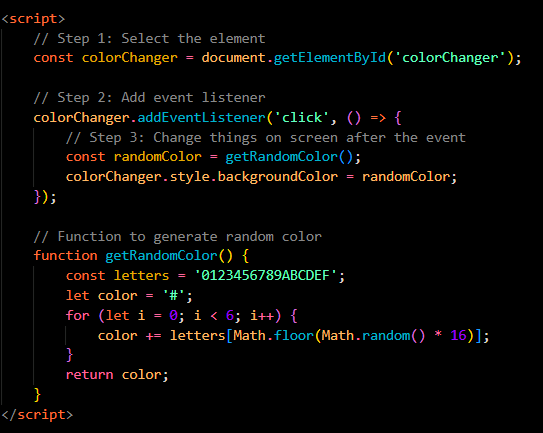 <script>
    // Step 1: Select the element
    const colorChanger = document.getElementById('colorChanger');

    // Step 2: Add event listener
    colorChanger.addEventListener('click', () => {
        // Step 3: Change things on screen after the event
        const randomColor = getRandomColor();
        colorChanger.style.backgroundColor = randomColor;
    });

    // Function to generate random color
    function getRandomColor() {
        const letters = '0123456789ABCDEF';
        let color = '#';
        for (let i = 0; i < 6; i++) {
            color += letters[Math.floor(Math.random() * 16)];
        }
        return color;
    }
</script>